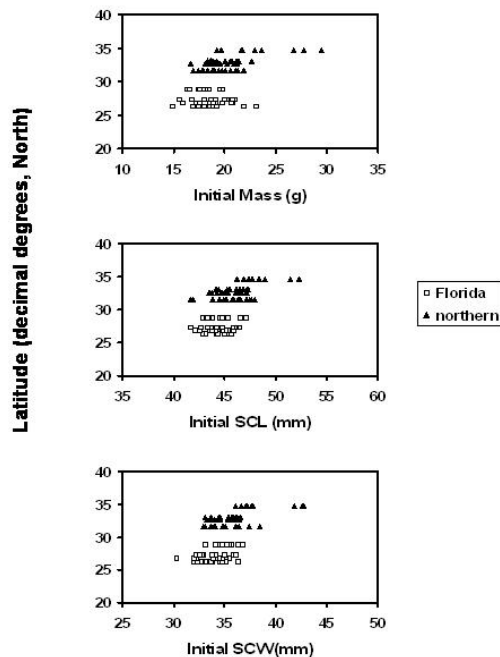 Latitude (decimal degrees, North)
40
35
30
25
20
10 15 20 25 30 35
Initial Mass (g)
40
35
30
25
20
35 40 45 50 55 60
Initial SCL (mm)
Florida
northern
40
35
30
25
20
25 30 35 40 45 50
Initial SCW(mm)